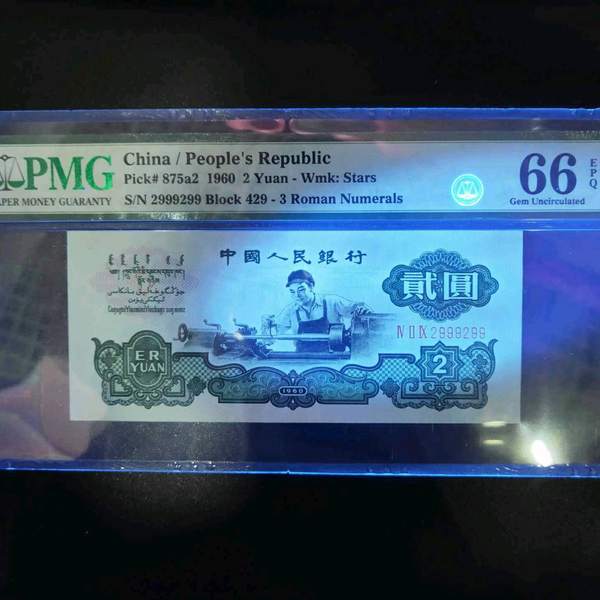 PMG
PAPER MONEY GUARANTY
China / People's Republic
Pick# 875a2 1960 2 Yuan - Wmk: Stars
S/N 2999299 Block 429 - 3 Roman Numerals
66 EPQ
Gem Uncirculated
中國人民銀行
貳圓
IV II IX 2999299
ER
YUAN
2
1960